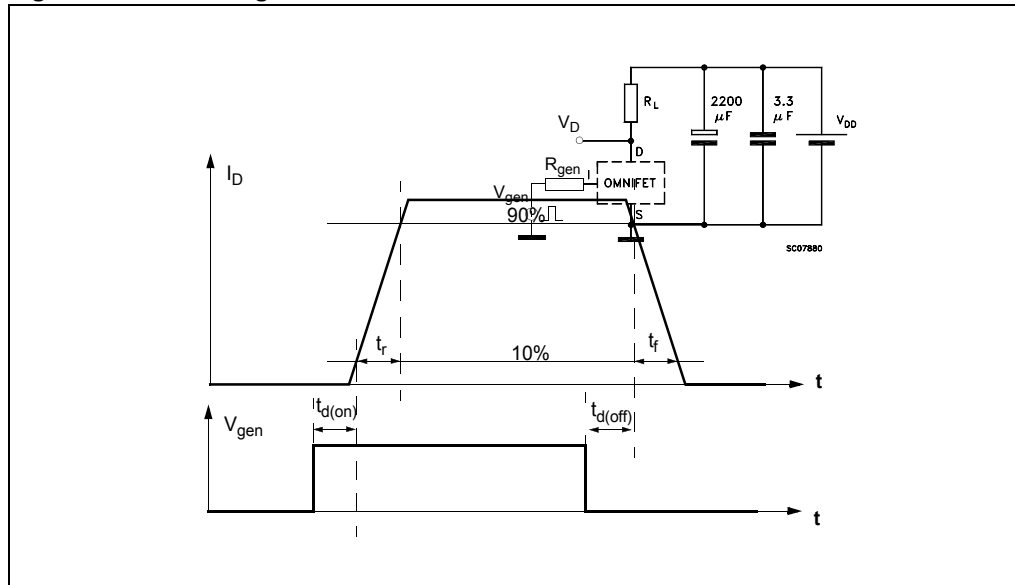 R_L
2200
µF
3.3
µF
V_DD
V_D
D
R_gen
I
OMNIFET
V_gen
S
90%
SC07880
I_D
t_r
10%
t_f
t
t_d(on)
t_d(off)
V_gen
t